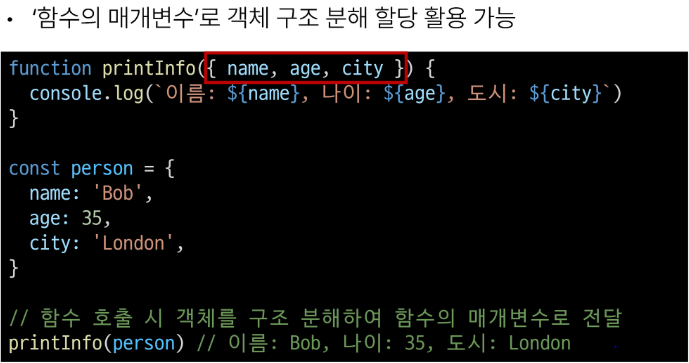 • ‘함수의 매개변수’로 객체 구조 분해 할당 활용 가능
function printInfo({ name, age, city }) {
  console.log(`이름: ${name}, 나이: ${age}, 도시: ${city}`)
}
const person = {
  name: 'Bob',
  age: 35,
  city: 'London',
}
// 함수 호출 시 객체를 구조 분해하여 함수의 매개변수로 전달
printInfo(person) // 이름: Bob, 나이: 35, 도시: London